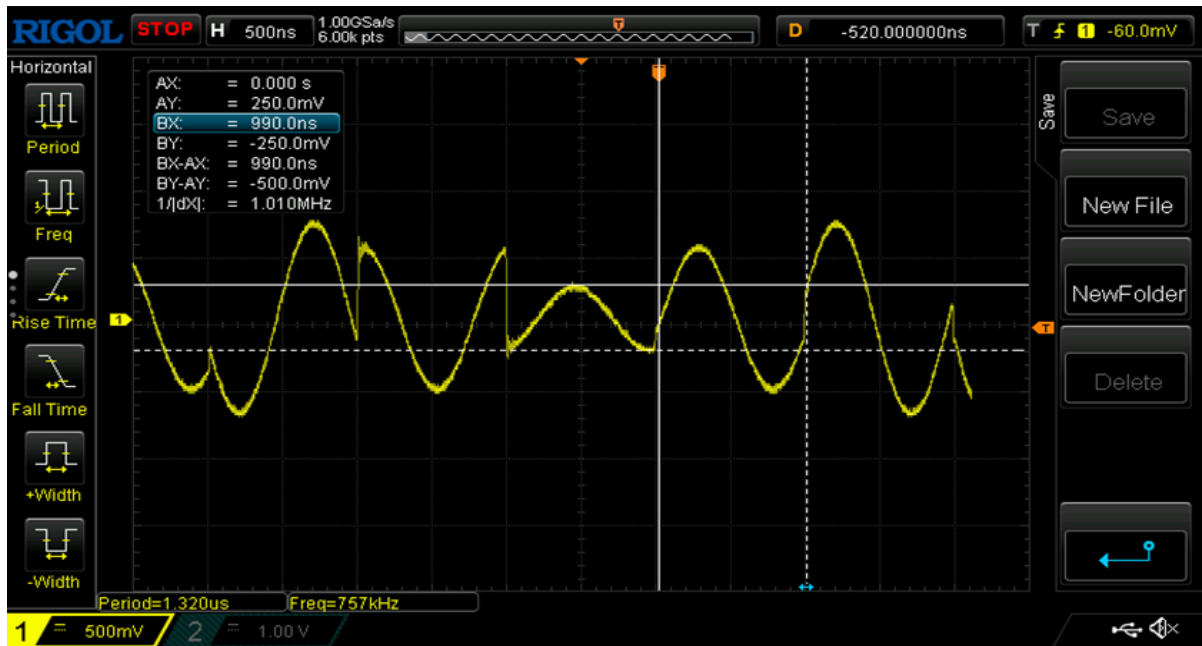 RIGOL STOP H 500ns 1.00GSa/s 6.00k pts D -520.000000ns T 1 -60.0mV
Horizontal
Period
Freq
Rise Time
Fall Time
+Width
-Width
AX: = 0.000 s
AY: = 250.0mV
BX: = 990.0ns
BY: = -250.0mV
BX-AX: = 990.0ns
BY-AY: = -500.0mV
1/|dX|: = 1.010MHz
1
T
T
Save
Save
New File
NewFolder
Delete
Period=1.320us Freq=757kHz
1 = 500mV 2 = 1.00 V